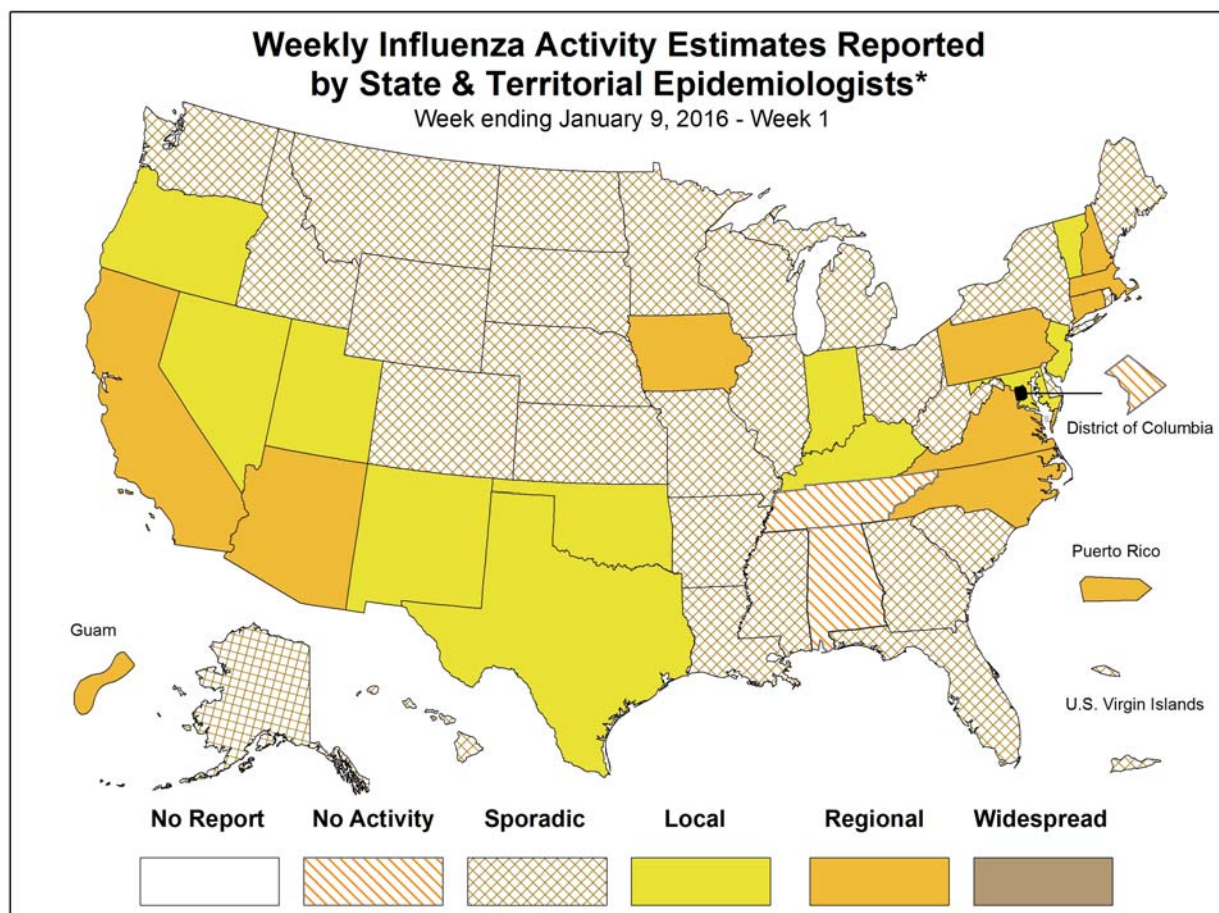 Weekly Influenza Activity Estimates Reported
by State & Territorial Epidemiologists*
Week ending January 9, 2016 - Week 1
District of Columbia
Puerto Rico
Guam
U.S. Virgin Islands
No Report No Activity Sporadic Local Regional Widespread